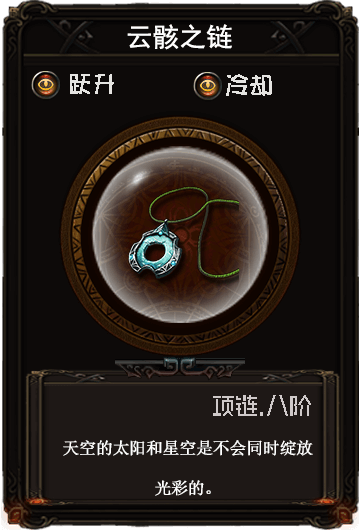 云骸之链
跃升 冷却
项链.八阶
天空的太阳和星空是不会同时绽放
光彩的。